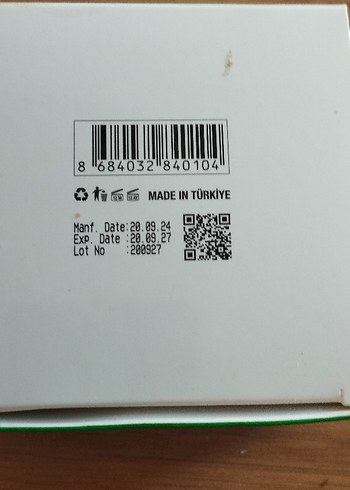 8 684032 840104
MADE IN TÜRKİYE
Manf. Date:20.09.24
Exp. Date :20.09.27
Lot No :200927